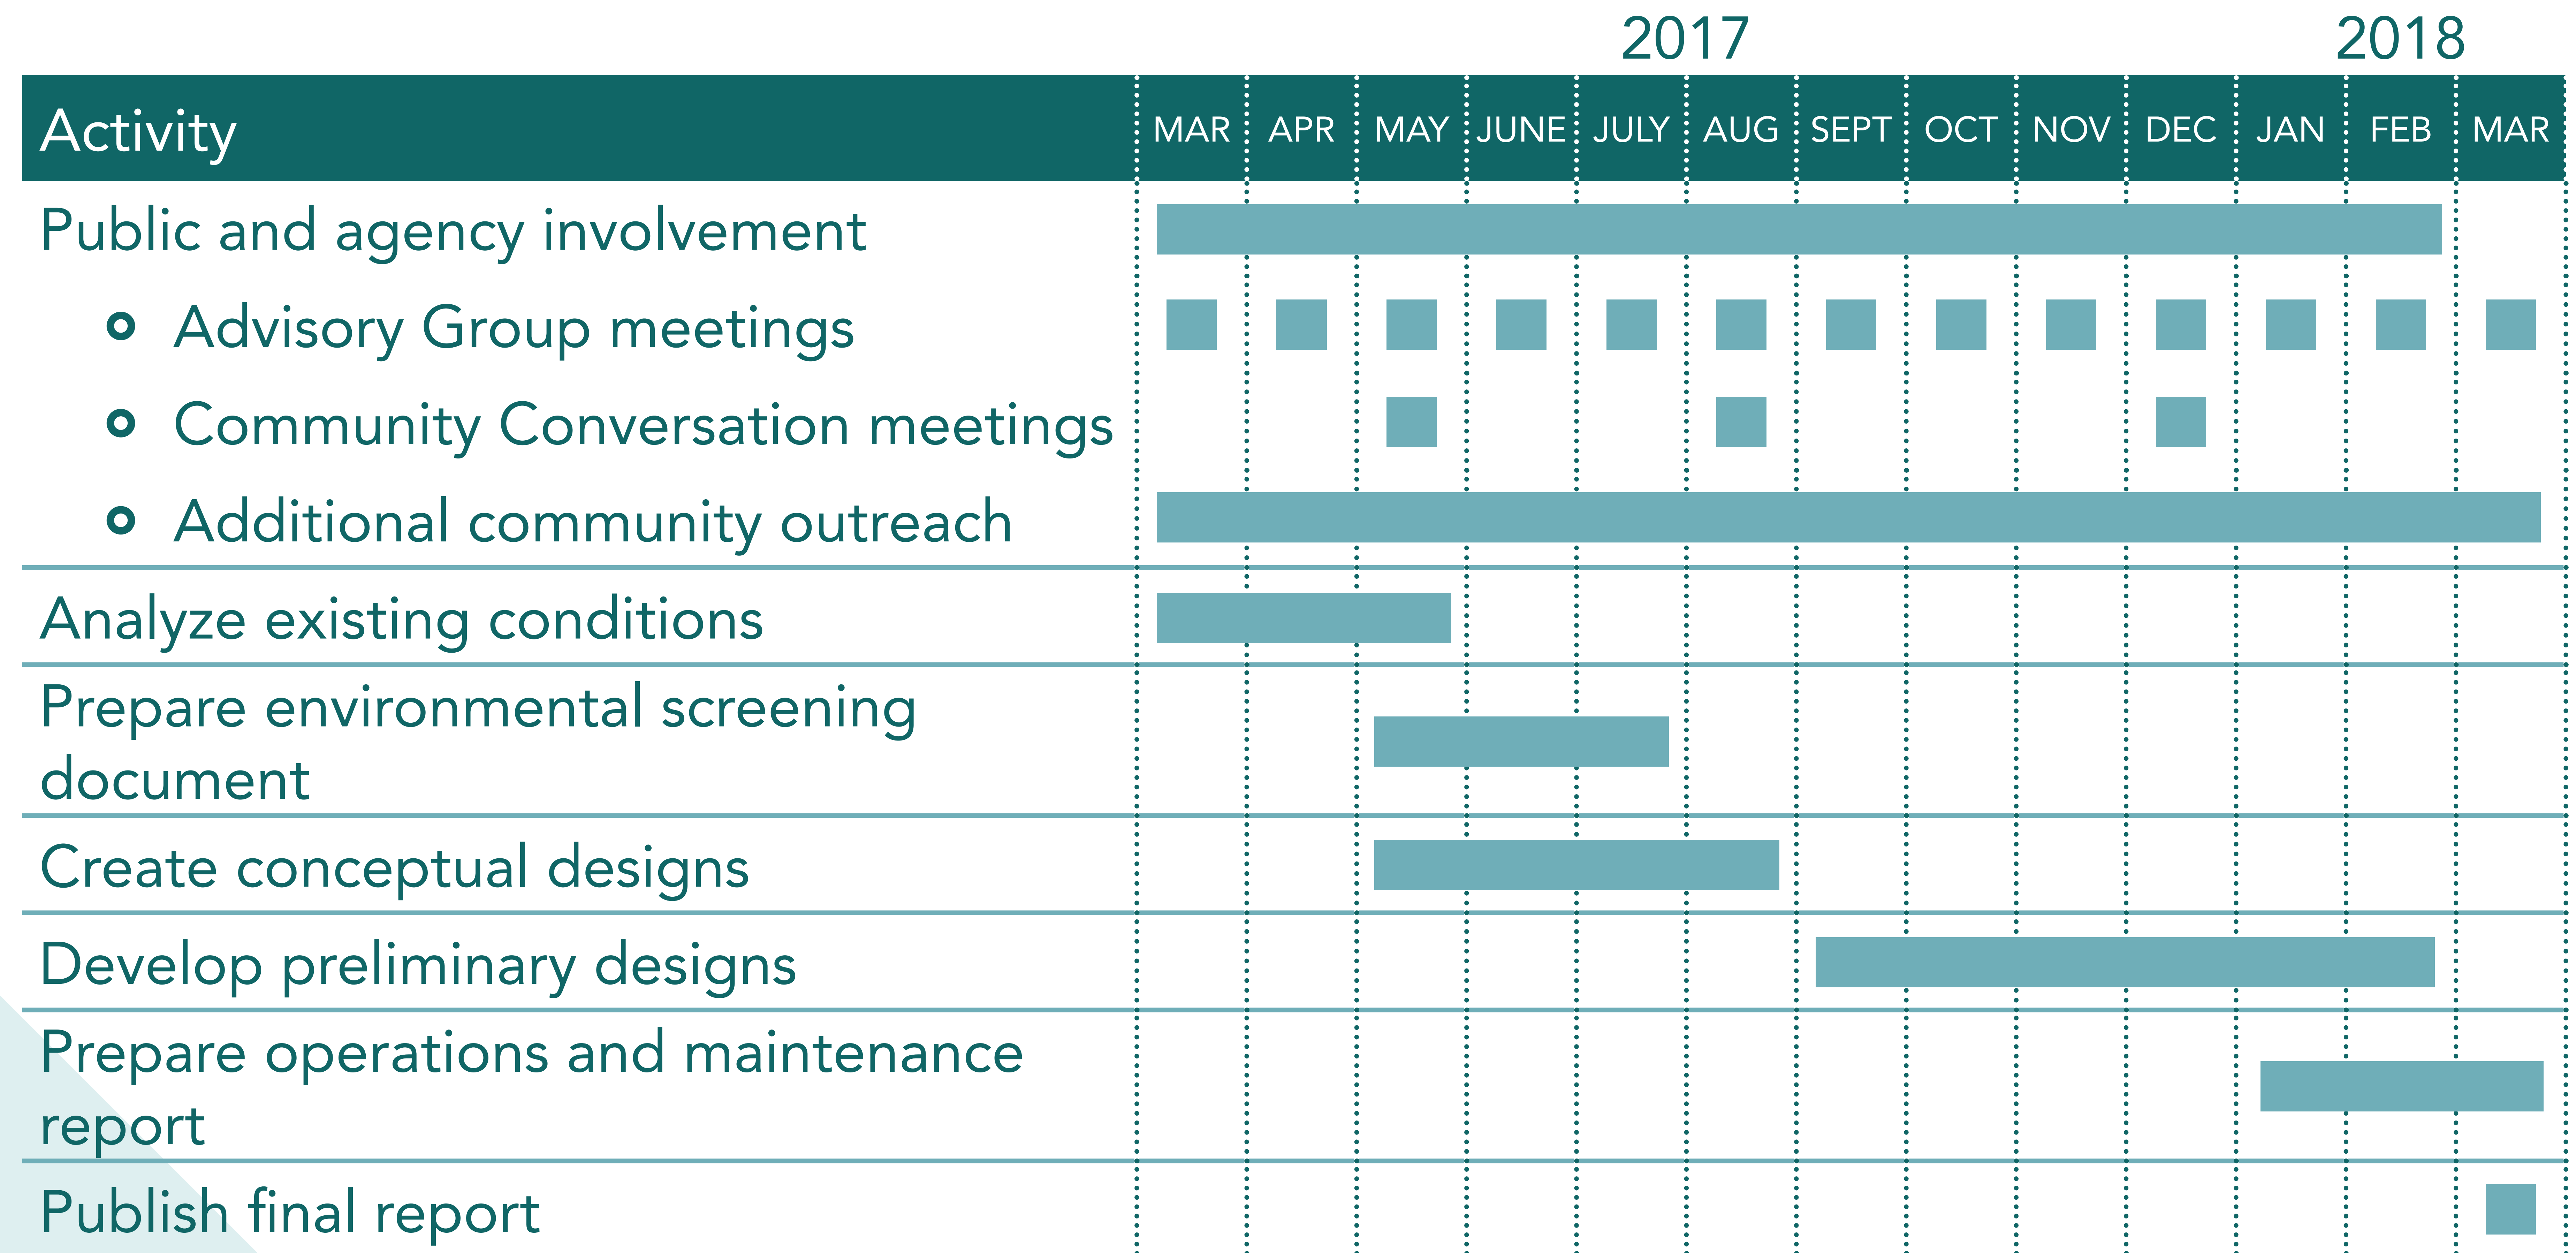 2017 2018
Activity MAR APR MAY JUNE JULY AUG SEPT OCT NOV DEC JAN FEB MAR
Public and agency involvement
Advisory Group meetings
Community Conversation meetings
Additional community outreach
Analyze existing conditions
Prepare environmental screening
document
Create conceptual designs
Develop preliminary designs
Prepare operations and maintenance
report
Publish final report